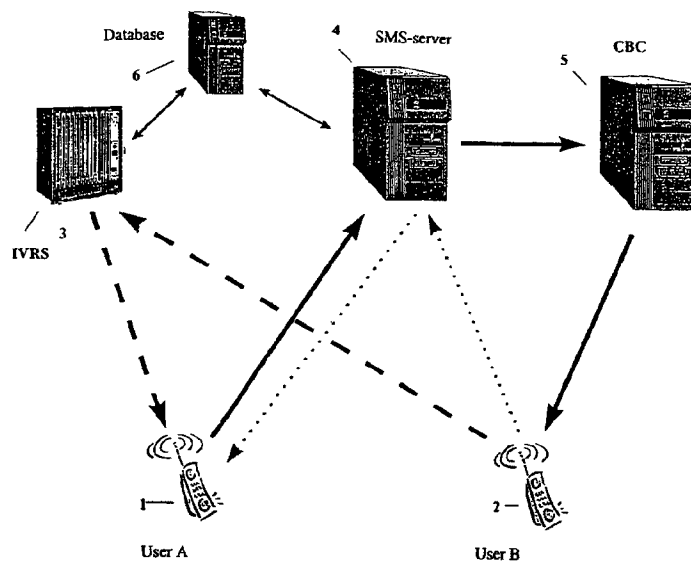 Database
4
SMS-server
CBC
6
5
3
IVRS
1
2
User A
User B